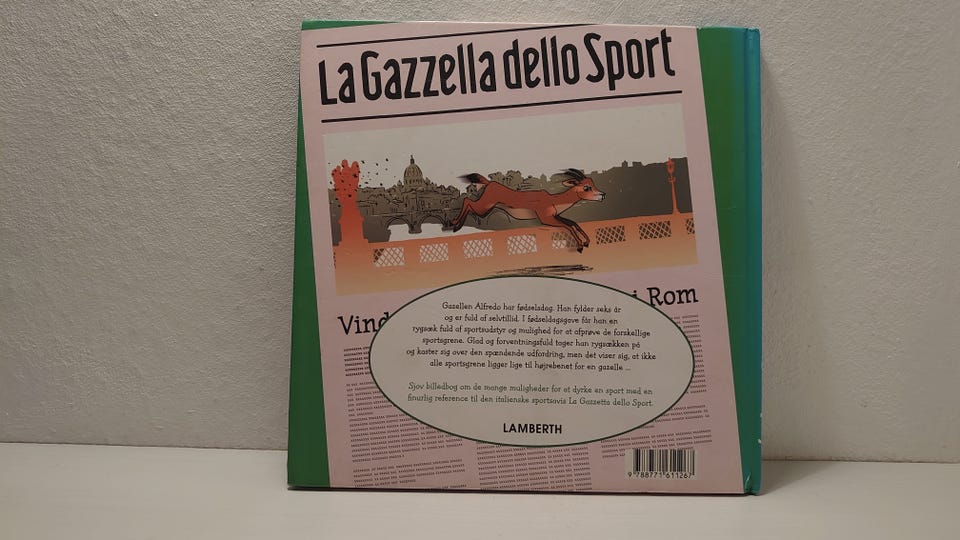 La Gazzella dello Sport
Vind
i Rom
Gazellen Alfredo har fødselsdag. Han fylder seks år
og er fuld af selvtillid. I fødselsdagsgave får han en
rygsæk fuld af sportsudstyr og mulighed for at afprøve de forskellige
sportsgrene. Glad og forventningsfuld tager han rygsækken på
og kaster sig over den spændende udfordring, men det viser sig, at ikke
alle sportsgrene ligger lige til højrebenet for en gazelle ...
Sjov billedbog om de mange muligheder for at dyrke en sport med en
finurlig reference til den italienske sportsavis La Gazzetta dello Sport.
LAMBERTH
9 788771 611267